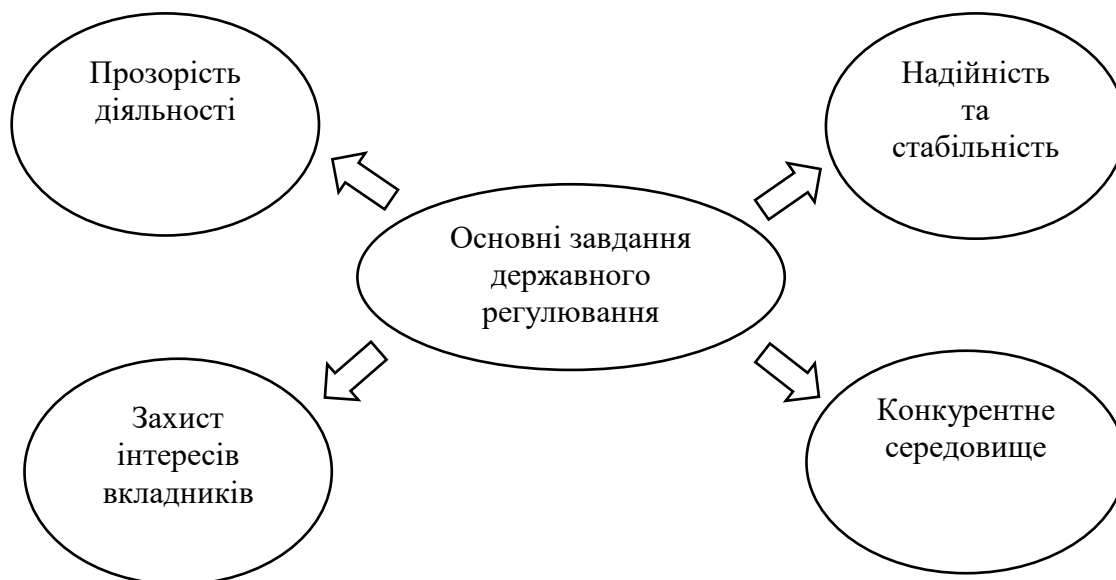 Прозорість
діяльності
Надійність
та
стабільність
Основні завдання
державного
регулювання
Захист
інтересів
вкладників
Конкурентне
середовище